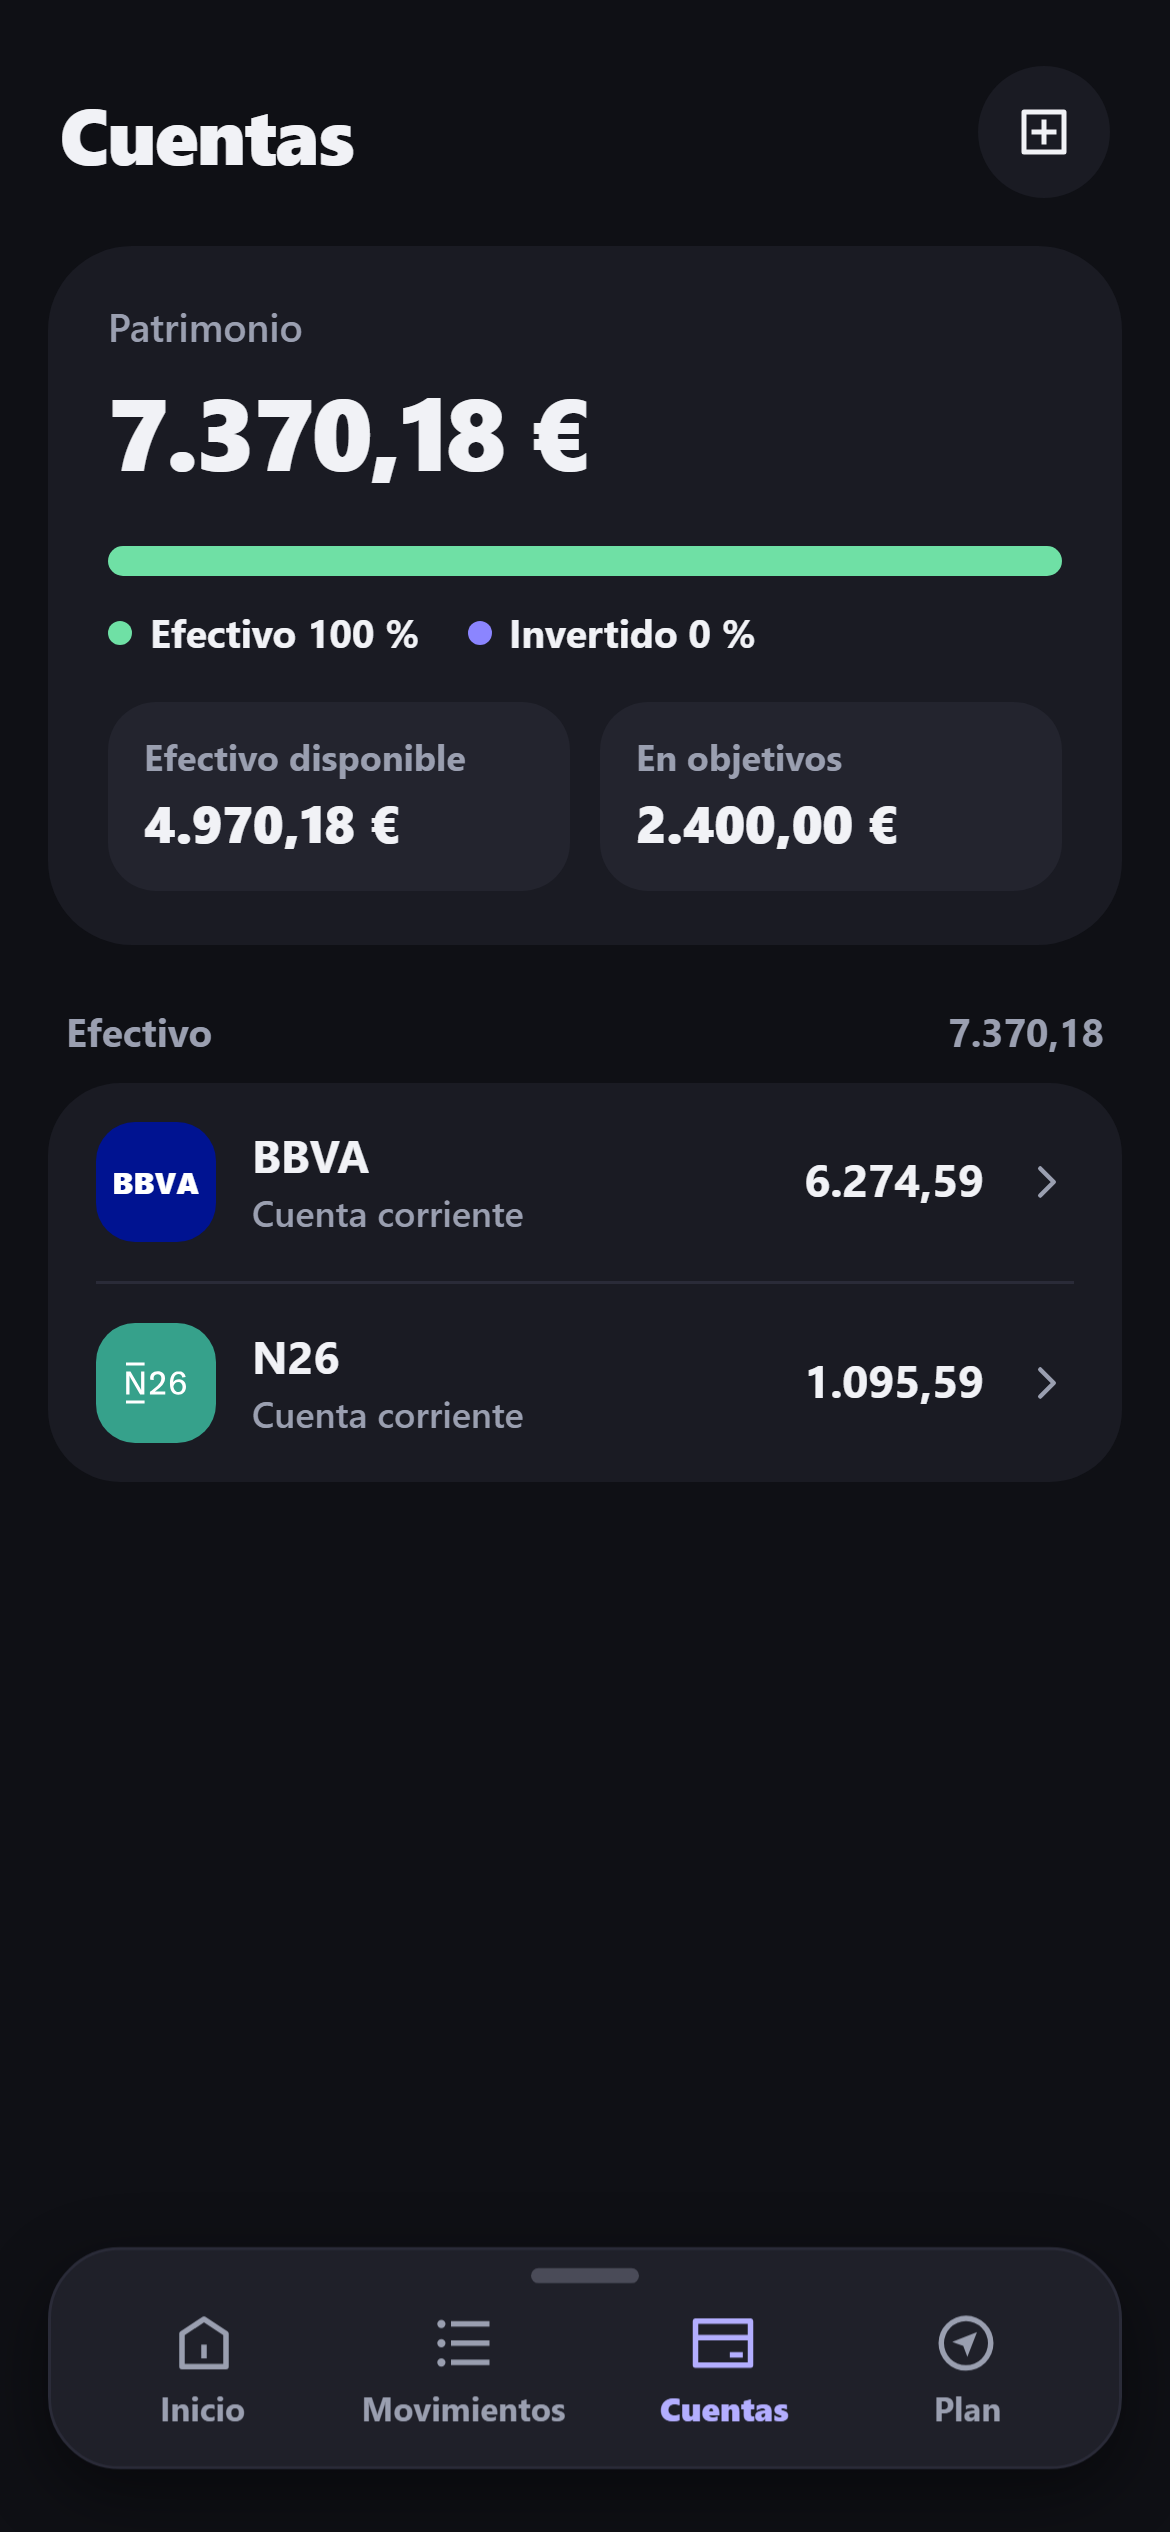 Cuentas
Patrimonio
7.370,18 €
Efectivo 100 % Invertido 0 %
Efectivo disponible En objetivos
4.970,18 € 2.400,00 €
Efectivo 7.370,18
BBVA
BBVA
Cuenta corriente
6.274,59
N26
N26
Cuenta corriente
1.095,59
Inicio Movimientos Cuentas Plan